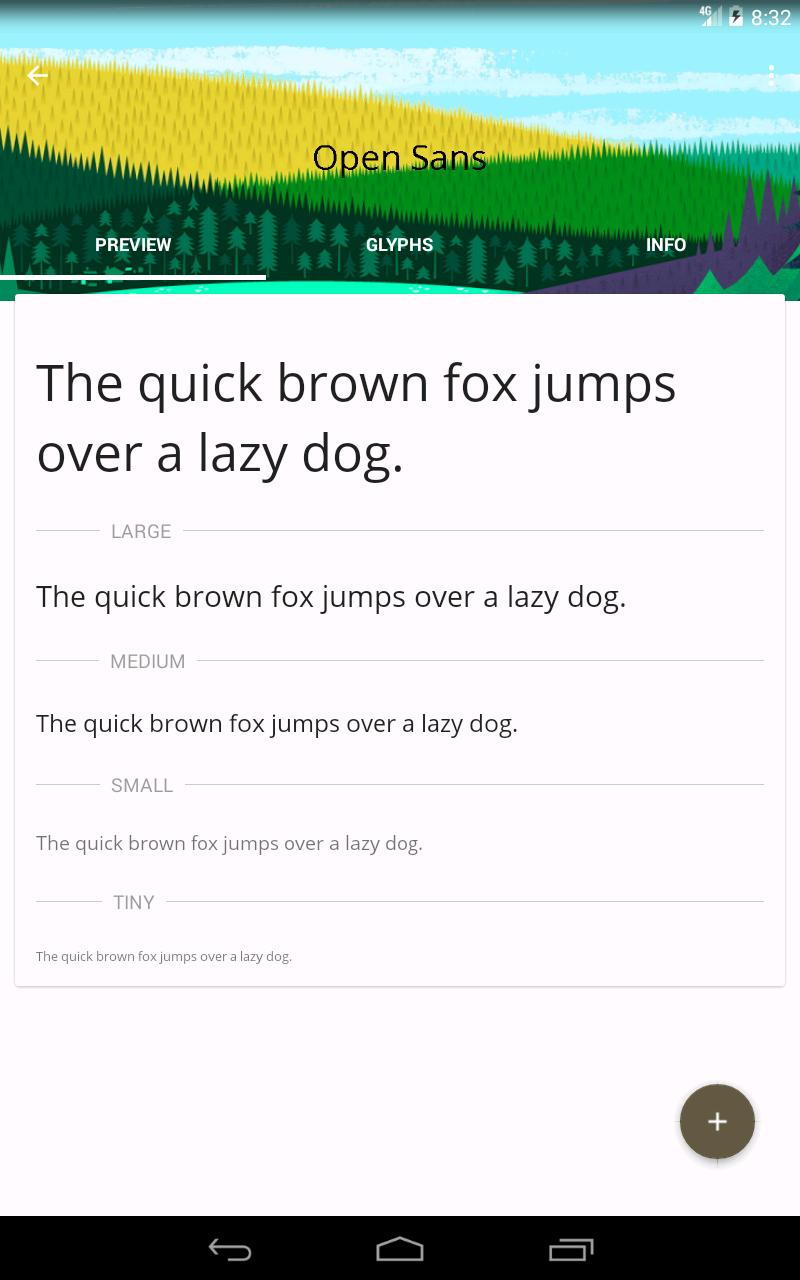 4G 8:32
Open Sans
PREVIEW GLYPHS INFO
The quick brown fox jumps
over a lazy dog.
LARGE
The quick brown fox jumps over a lazy dog.
MEDIUM
The quick brown fox jumps over a lazy dog.
SMALL
The quick brown fox jumps over a lazy dog.
TINY
The quick brown fox jumps over a lazy dog.